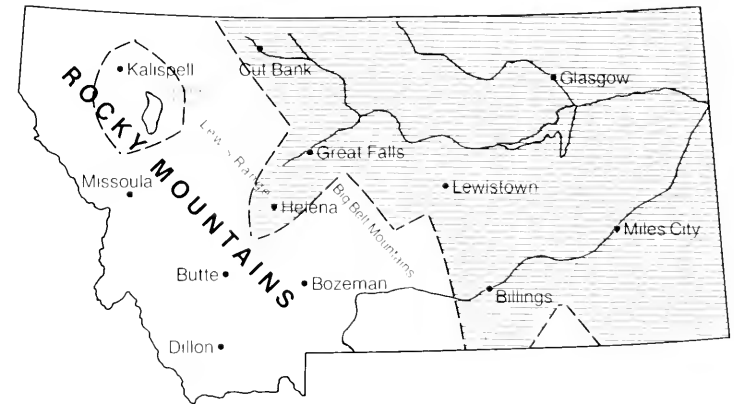 Kalispell
Cut Bank
Glasgow
ROCKY MOUNTAINS
Lewis Range
Great Falls
Missoula
Lewistown
Helena
Big Belt Mountains
Miles City
Butte
Bozeman
Billings
Dillon